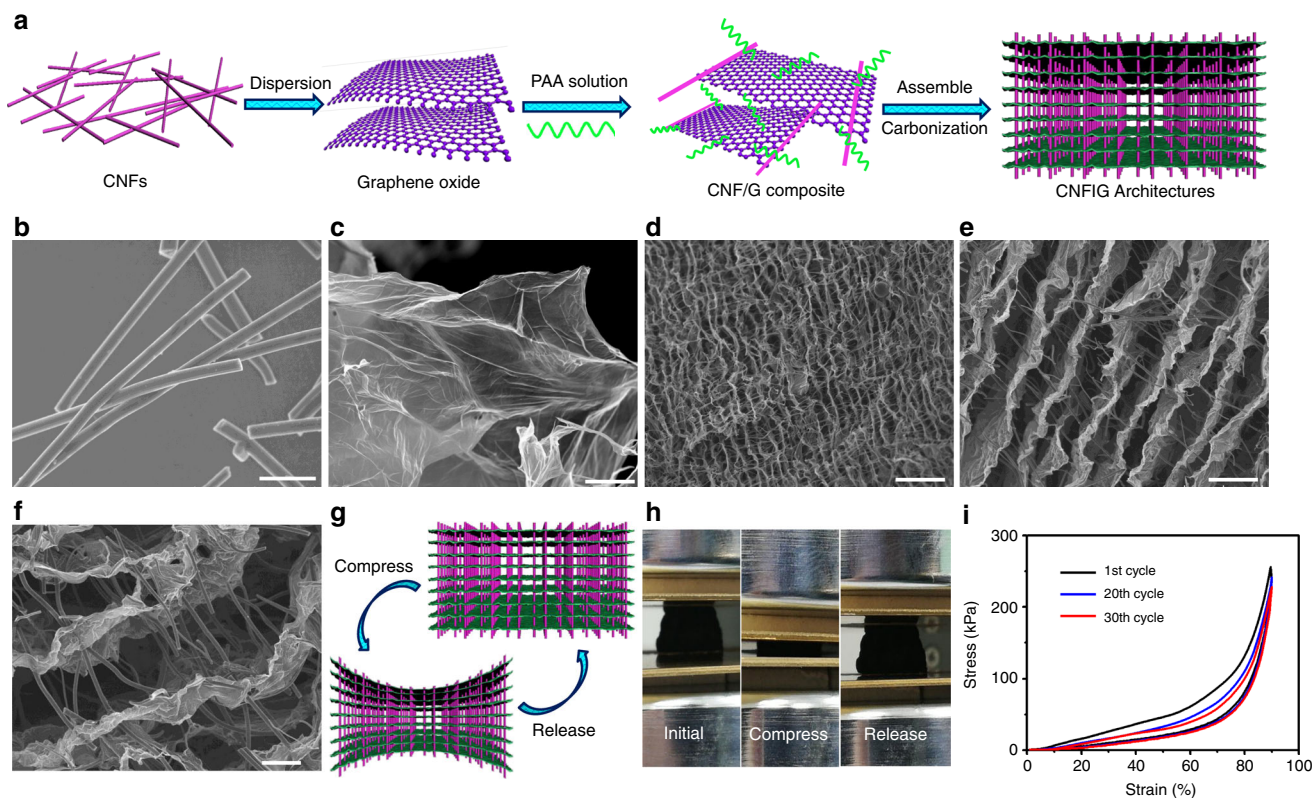 a
CNFs
Dispersion
Graphene oxide
PAA solution
CNF/G composite
Assemble
Carbonization
CNFIG Architectures
b
c
d
e
f
g
Compress
Release
h
Initial
Compress
Release
i
300
200
100
0
Stress (kPa)
1st cycle
20th cycle
30th cycle
0 20 40 60 80 100
Strain (%)